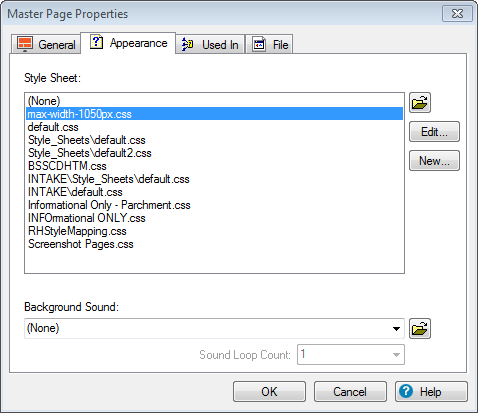 Master Page Properties
General Appearance Used In File
Style Sheet:
(None)
max-width-1050px.css
default.css
Style_Sheets\default.css
Style_Sheets\default2.css
BSSCDHTM.css
INTAKE\Style_Sheets\default.css
INTAKE\default.css
Informational Only - Parchment.css
INFOrmational ONLY.css
RHStyleMapping.css
Screenshot Pages.css
Edit...
New...
Background Sound:
(None)
Sound Loop Count: 1
OK Cancel Help